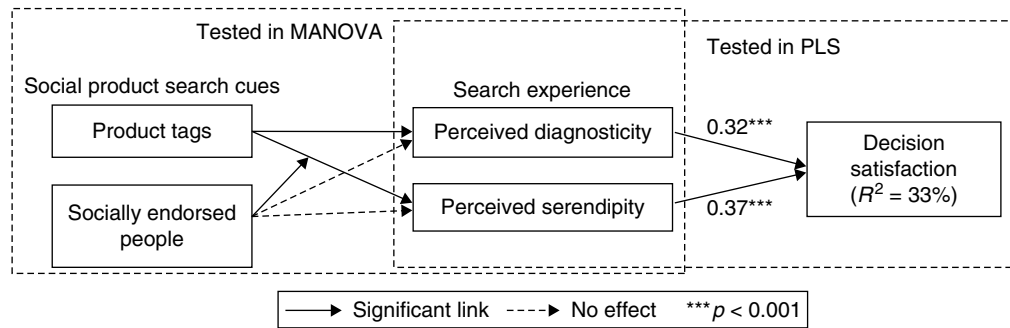 Tested in MANOVA
Tested in PLS
Social product search cues
Search experience
Product tags
Perceived diagnosticity
0.32***
Decision
satisfaction
(R² = 33%)
Socially endorsed
people
Perceived serendipity
0.37***
Significant link
No effect
***p < 0.001